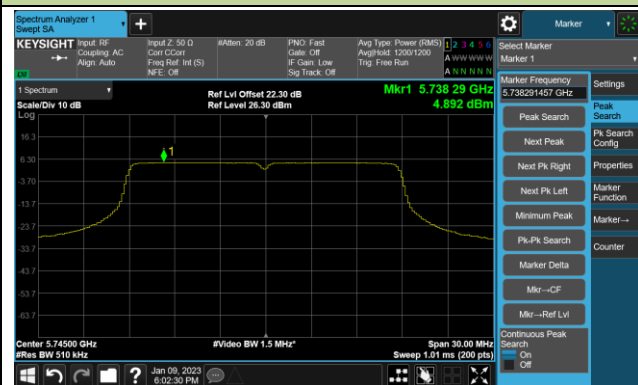 Spectrum Analyzer 1
Swept SA
+
Marker
KEYSIGHT
Input: RF
Coupling: AC
Align: Auto
Input Z: 50 Ω
Corr CCorr
Freq Ref: Int (S)
NFE: Off
#Atten: 20 dB
PNO: Fast
Gate: Off
IF Gain: Low
Sig Track: Off
Avg Type: Power (RMS)
Avg|Hold: 1200/1200
Trig: Free Run
1 2 3 4 5 6
A W W W W W
A N N N N N
LXI
Select Marker
Marker 1
1 Spectrum
Scale/Div 10 dB
Ref Lvl Offset 22.30 dB
Ref Level 26.30 dBm
Mkr1 5.738 29 GHz
4.892 dBm
Log
16.3
6.30
-3.70
-13.7
-23.7
-33.7
-43.7
-53.7
-63.7
1
Center 5.74500 GHz
#Res BW 510 kHz
#Video BW 1.5 MHz*
Span 30.00 MHz
Sweep 1.01 ms (200 pts)
Marker Frequency
5.738291457 GHz
Peak Search
Next Peak
Next Pk Right
Next Pk Left
Minimum Peak
Pk-Pk Search
Marker Delta
Mkr→CF
Mkr→Ref Lvl
Continuous Peak
Search
On
Off
Settings
Peak
Search
Pk Search
Config
Properties
Marker
Function
Marker→
Counter
?
Jan 09, 2023
6:02:30 PM